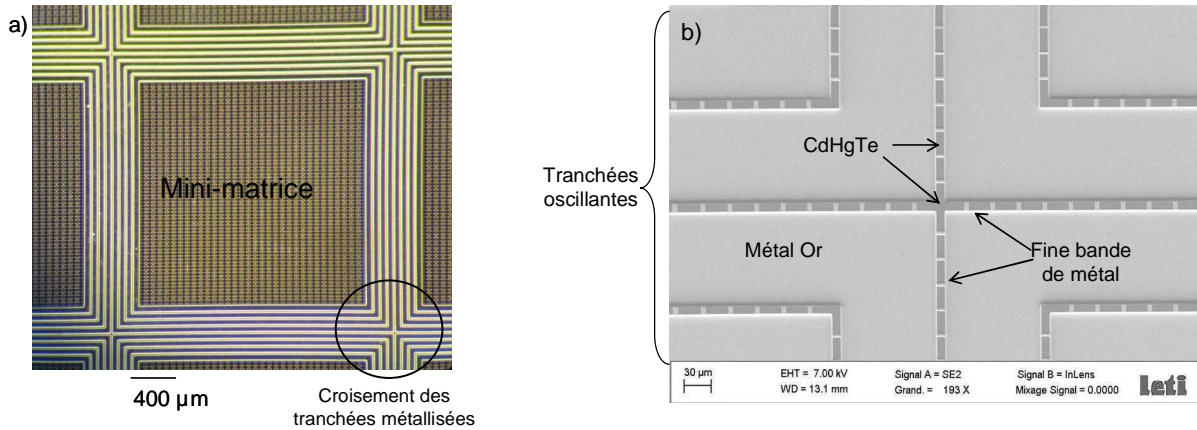 a)
Mini-matrice
400 µm
Croisement des
tranchées métallisées
Tranchées
oscillantes
b)
CdHgTe
Métal Or
Fine bande
de métal
30 µm
EHT = 7.00 kV
WD = 13.1 mm
Signal A = SE2
Grand. = 193 X
Signal B = InLens
Mixage Signal = 0.0000
leti